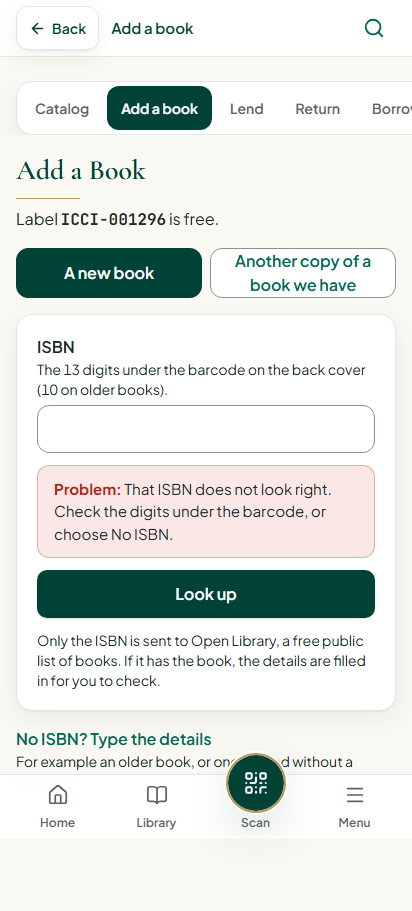 Back
Add a book
Catalog
Add a book
Lend
Return
Add a Book
Label ICCI-001296 is free.
A new book
Another copy of a
book we have
ISBN
The 13 digits under the barcode on the back cover
(10 on older books).
Problem: That ISBN does not look right.
Check the digits under the barcode, or
choose No ISBN.
Look up
Only the ISBN is sent to Open Library, a free public
list of books. If it has the book, the details are filled
in for you to check.
No ISBN? Type the details
For example an older book, or without a
Home
Library
Scan
Menu